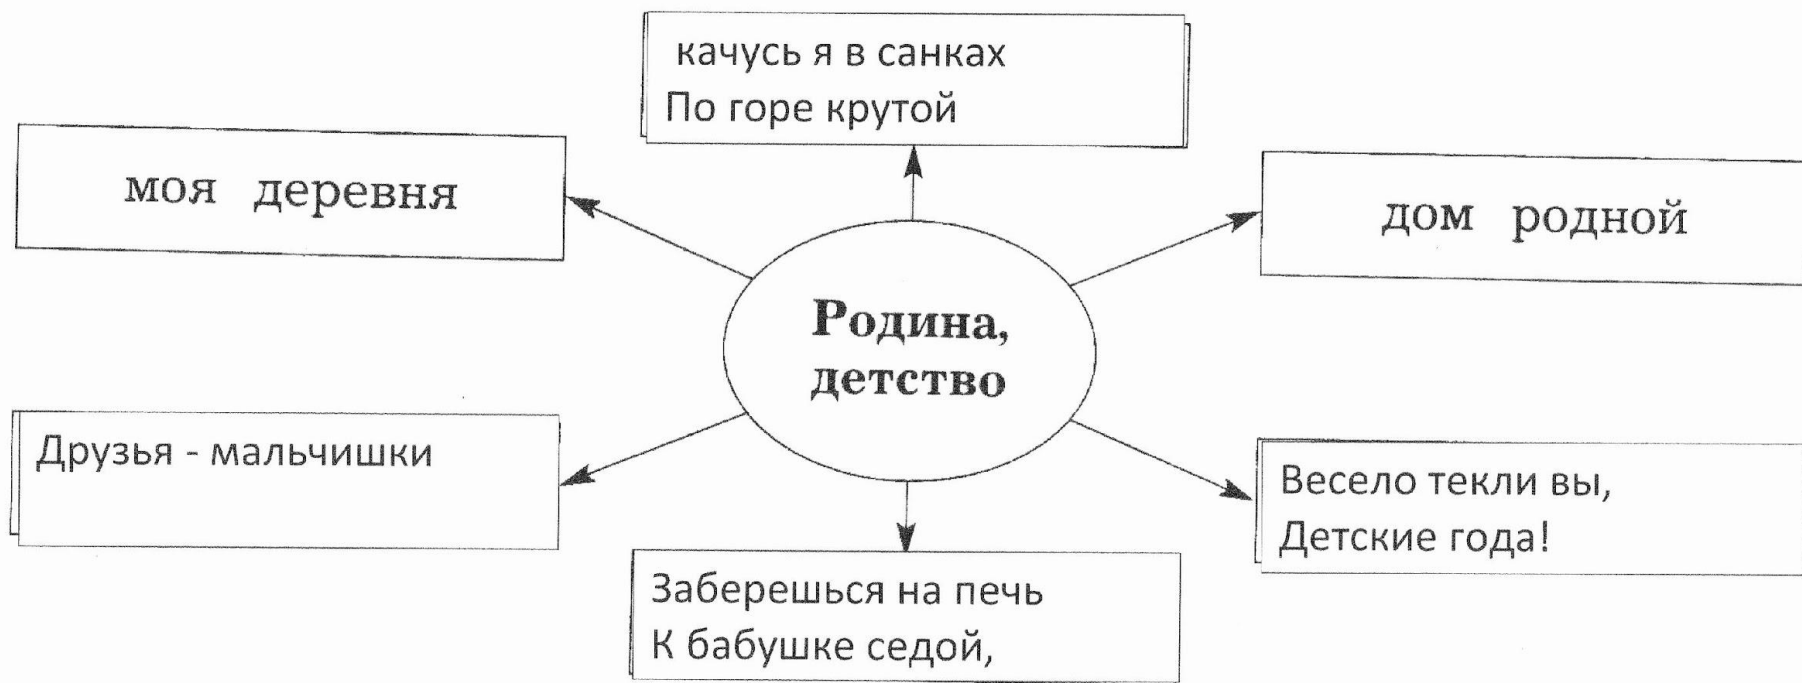 качусь я в санках
По горе крутой
моя деревня
дом родной
Родина,
детство
Друзья - мальчишки
Весело текли вы,
Детские года!
Заберешься на печь
К бабушке седой,